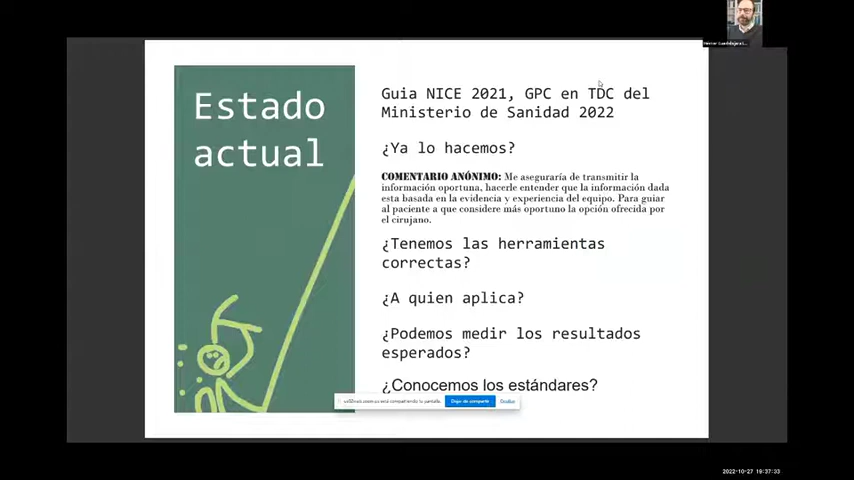 Estado
actual
Guia NICE 2021, GPC en TDC del
Ministerio de Sanidad 2022
¿Ya lo hacemos?
COMENTARIO ANÓNIMO: Me aseguraría de transmitir la
información oportuna, hacerle entender que la información dada
esta basada en la evidencia y experiencia del equipo. Para guiar
al paciente a que considere más oportuno la opción ofrecida por
el cirujano.
¿Tenemos las herramientas
correctas?
¿A quien aplica?
¿Podemos medir los resultados
esperados?
¿Conocemos los estándares?
está compartiendo tu pantalla.
Dejar de compartir
Ocultar
2022-10-27 19:37:33